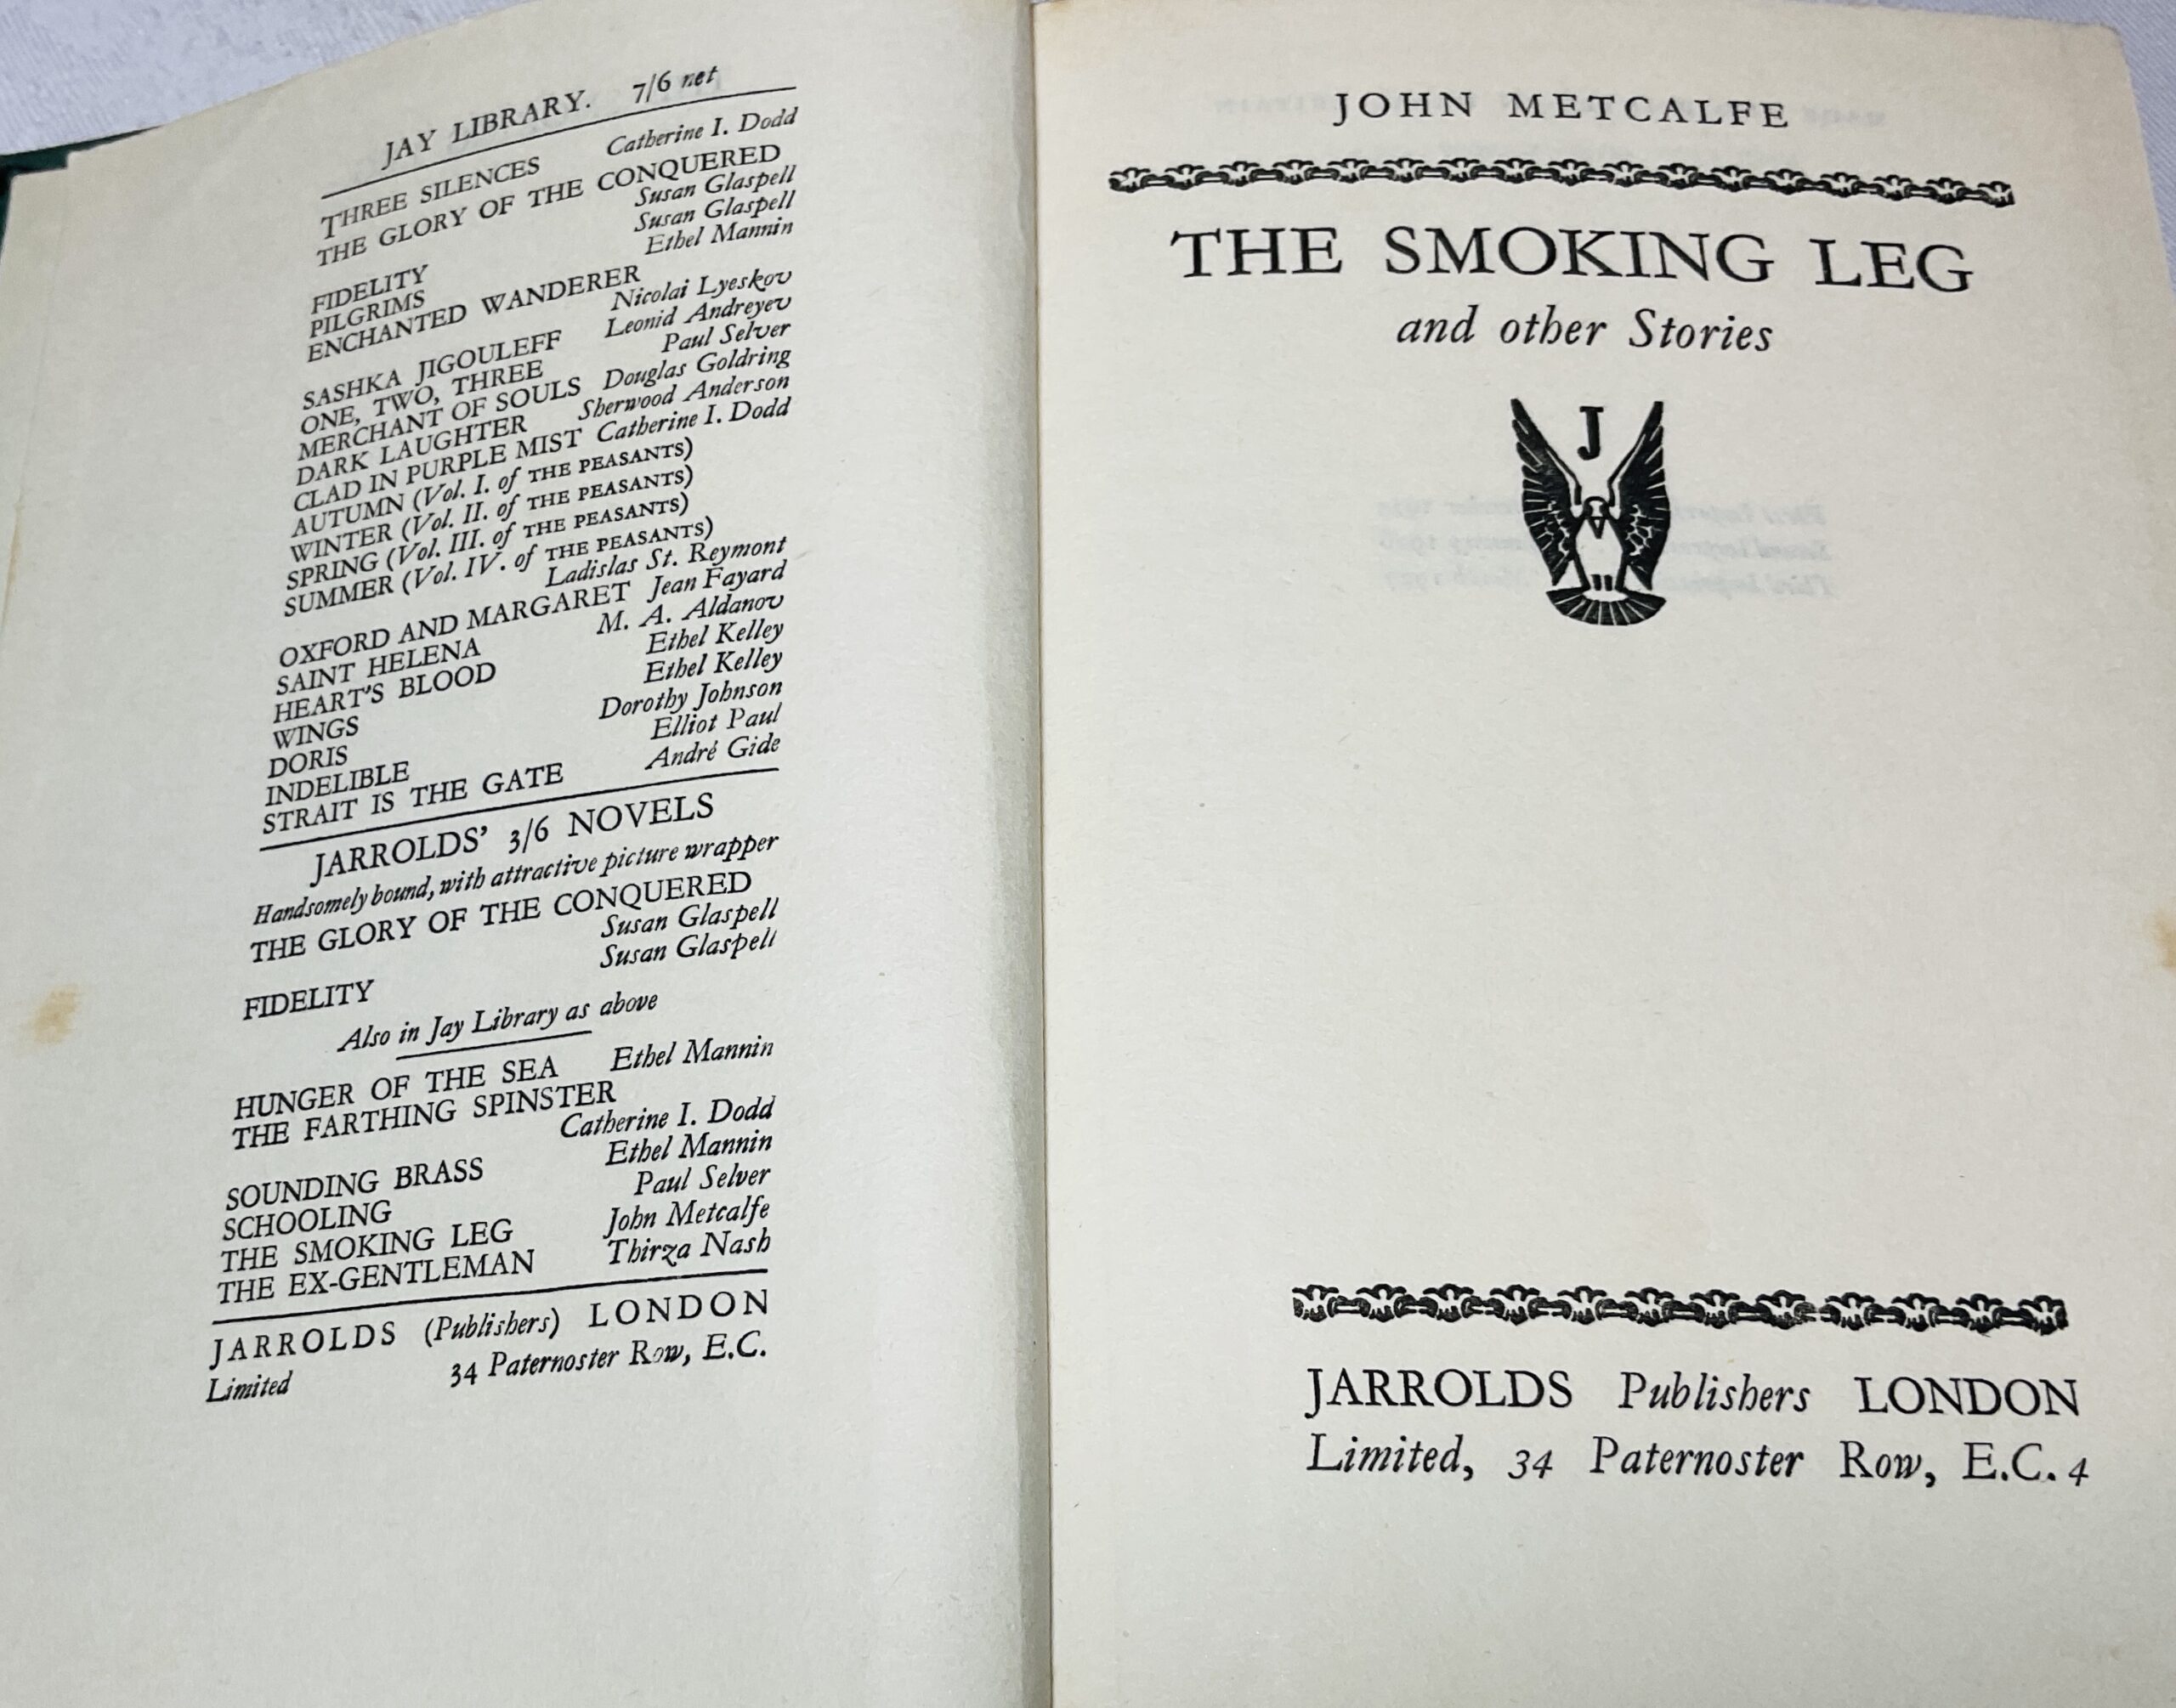 JAY LIBRARY. 7/6 net
THREE SILENCES Catherine I. Dodd
THE GLORY OF THE CONQUERED
Susan Glaspell
FIDELITY Susan Glaspell
PILGRIMS Ethel Mannin
ENCHANTED WANDERER
Nicolai Lyeskov
SASHKA JIGOULEFF Leonid Andreyev
ONE, TWO, THREE Paul Selver
MERCHANT OF SOULS Douglas Goldring
DARK LAUGHTER Sherwood Anderson
CLAD IN PURPLE MIST Catherine I. Dodd
AUTUMN (Vol. I. of THE PEASANTS)
WINTER (Vol. II. of THE PEASANTS)
SPRING (Vol. III. of THE PEASANTS)
SUMMER (Vol. IV. of THE PEASANTS)
Ladislas St. Reymont
OXFORD AND MARGARET Jean Fayard
SAINT HELENA M. A. Aldanov
HEART'S BLOOD Ethel Kelley
WINGS Ethel Kelley
DORIS Dorothy Johnson
INDELIBLE Elliot Paul
STRAIT IS THE GATE André Gide
JARROLDS' 3/6 NOVELS
Handsomely bound, with attractive picture wrapper
THE GLORY OF THE CONQUERED
Susan Glaspell
FIDELITY Susan Glaspell
Also in Jay Library as above
HUNGER OF THE SEA Ethel Mannin
THE FARTHING SPINSTER
Catherine I. Dodd
SOUNDING BRASS Ethel Mannin
SCHOOLING Paul Selver
THE SMOKING LEG John Metcalfe
THE EX-GENTLEMAN Thirza Nash
JARROLDS (Publishers) LONDON
Limited 34 Paternoster Row, E.C.
JOHN METCALFE
THE SMOKING LEG
and other Stories
J
JARROLDS Publishers LONDON
Limited, 34 Paternoster Row, E.C. 4